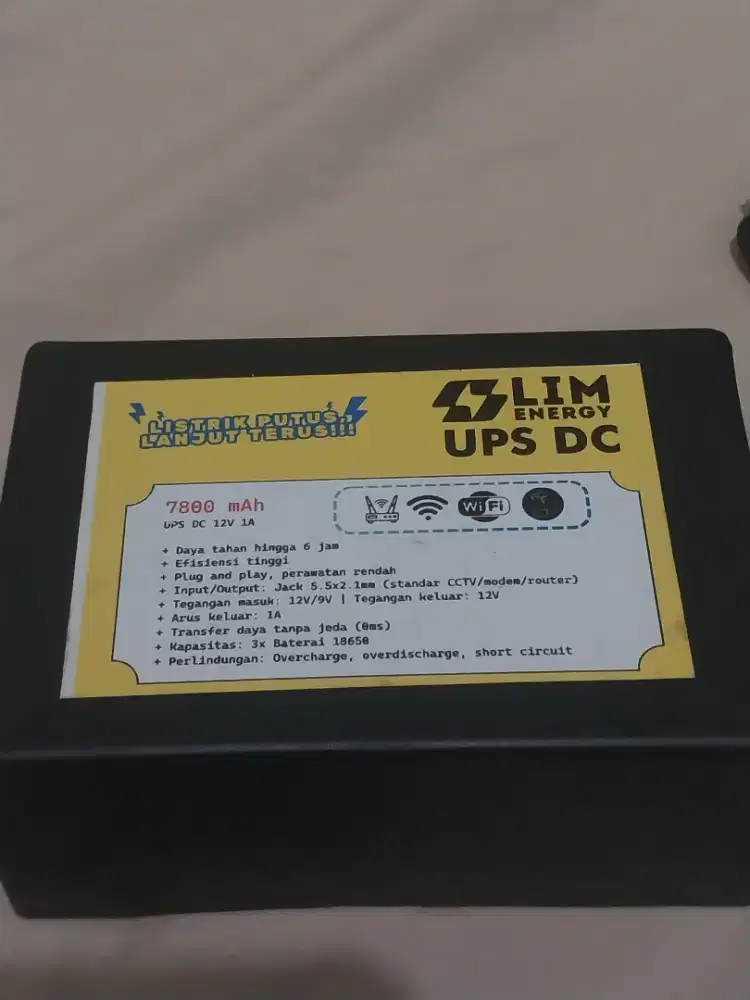 LISTRIK PUTUS,
LANJUT TERUS!!!
LIM
ENERGY
UPS DC
7800 mAh
UPS DC 12V 1A
WiFi
+ Daya tahan hingga 6 jam
+ Efisiensi tinggi
+ Plug and play, perawatan rendah
+ Input/Output: Jack 5.5x2.1mm (standar CCTV/modem/router)
+ Tegangan masuk: 12V/9V | Tegangan keluar: 12V
+ Arus keluar: 1A
+ Transfer daya tanpa jeda (0ms)
+ Kapasitas: 3x Baterai 18650
+ Perlindungan: Overcharge, overdischarge, short circuit